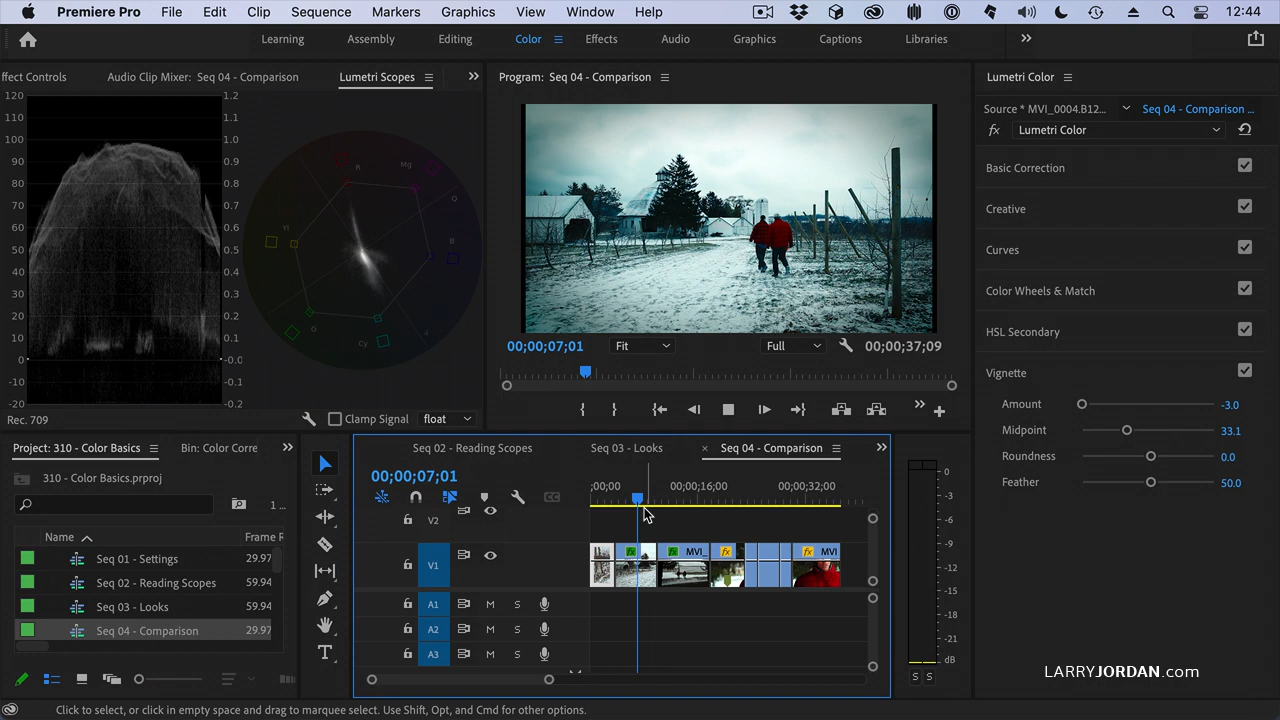 Premiere Pro File Edit Clip Sequence Markers Graphics View Window Help 12:44
Learning Assembly Editing Color Effects Audio Graphics Captions Libraries
ffect Controls Audio Clip Mixer: Seq 04 - Comparison Lumetri Scopes
Program: Seq 04 - Comparison
Lumetri Color
Source * MVI_0004.B12... Seq 04 - Comparison ...
fx Lumetri Color
Basic Correction
Creative
Curves
Color Wheels & Match
HSL Secondary
Vignette
Amount -3.0
Midpoint 33.1
Roundness 0.0
Feather 50.0
120 1.2
110 1.1
100 1.0
90 0.9
80 0.8
70 0.7
60 0.6
50 0.5
40 0.4
30 0.3
20 0.2
10 0.1
0 -0.0
-10 -0.1
-20 -0.2
R Mg
Q
Yl B
G Cy
Rec. 709 Clamp Signal float
00;00;07;01 Fit Full 00;00;37;09
Project: 310 - Color Basics Bin: Color Corre
310 - Color Basics.prproj
1 ...
Name Frame R
Seq 01 - Settings 29.97
Seq 02 - Reading Scopes 59.94
Seq 03 - Looks 59.94
Seq 04 - Comparison 29.97
Seq 02 - Reading Scopes Seq 03 - Looks × Seq 04 - Comparison
00;00;07;01
;00;00 00;00;16;00 00;00;32;00
V2
V1
fx fx MVI_ fx fx MVI
A1 M S
A2 M S
A3 M S
0
-3
-6
-9
-12
-15
-18
-21
dB
S S
T
LARRYJORDAN.com
Click to select, or click in empty space and drag to marquee select. Use Shift, Opt, and Cmd for other options.